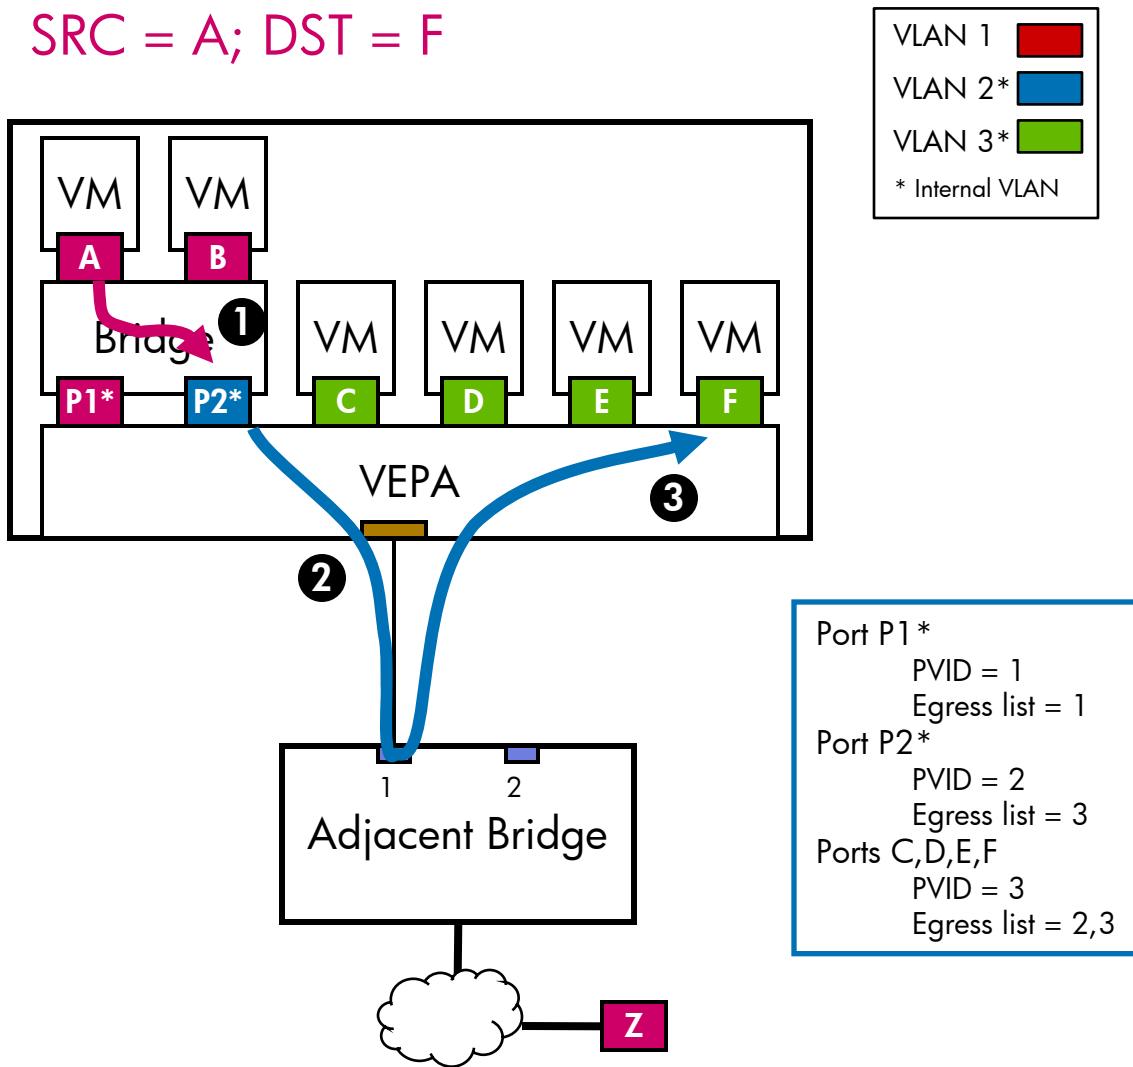 SRC = A; DST = F
VLAN 1
VLAN 2*
VLAN 3*
* Internal VLAN
VM VM
A B
1
Bridge
VM VM VM VM
P1* P2* C D E F
VEPA
3
2
Port P1*
PVID = 1
Egress list = 1
Port P2*
PVID = 2
Egress list = 3
Ports C,D,E,F
PVID = 3
Egress list = 2,3
1 2
Adjacent Bridge
Z